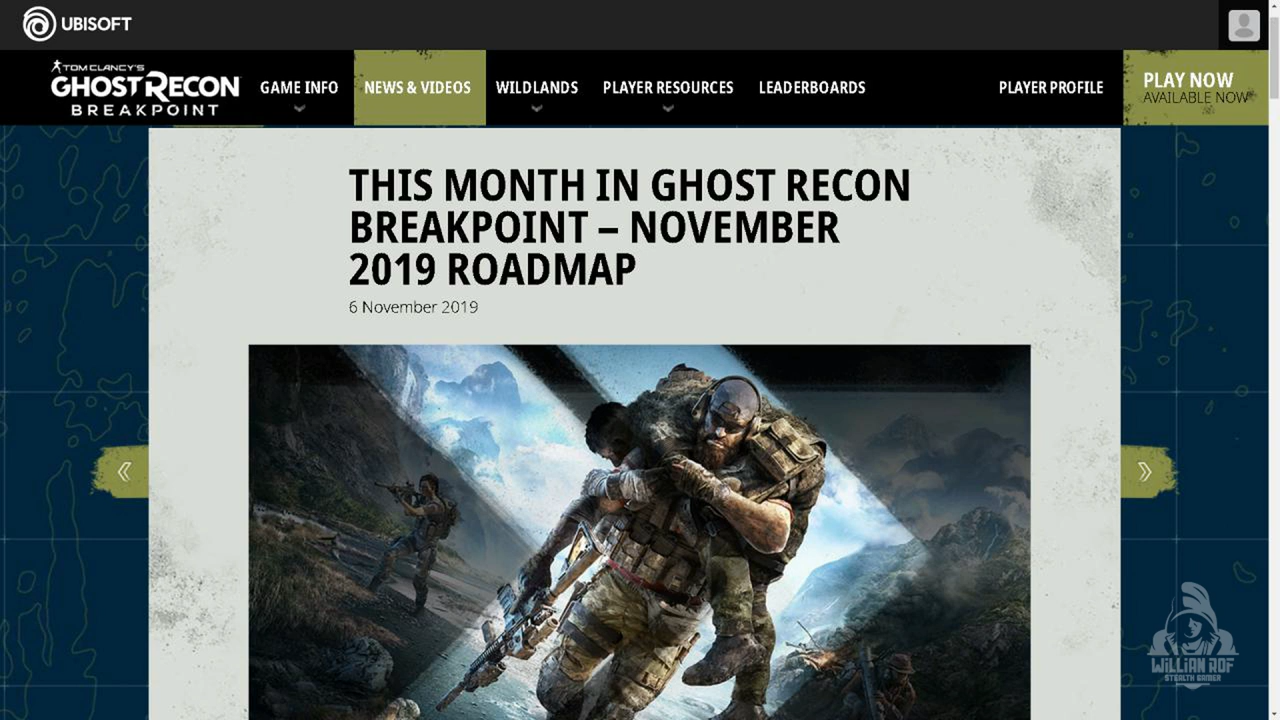 UBISOFT
TOM CLANCY'S
GHOST RECON
BREAKPOINT
GAME INFO
NEWS & VIDEOS
WILDLANDS
PLAYER RESOURCES
LEADERBOARDS
PLAYER PROFILE
PLAY NOW
AVAILABLE NOW
THIS MONTH IN GHOST RECON
BREAKPOINT – NOVEMBER
2019 ROADMAP
6 November 2019
WILLIAN ROF
STEALTH GAMER